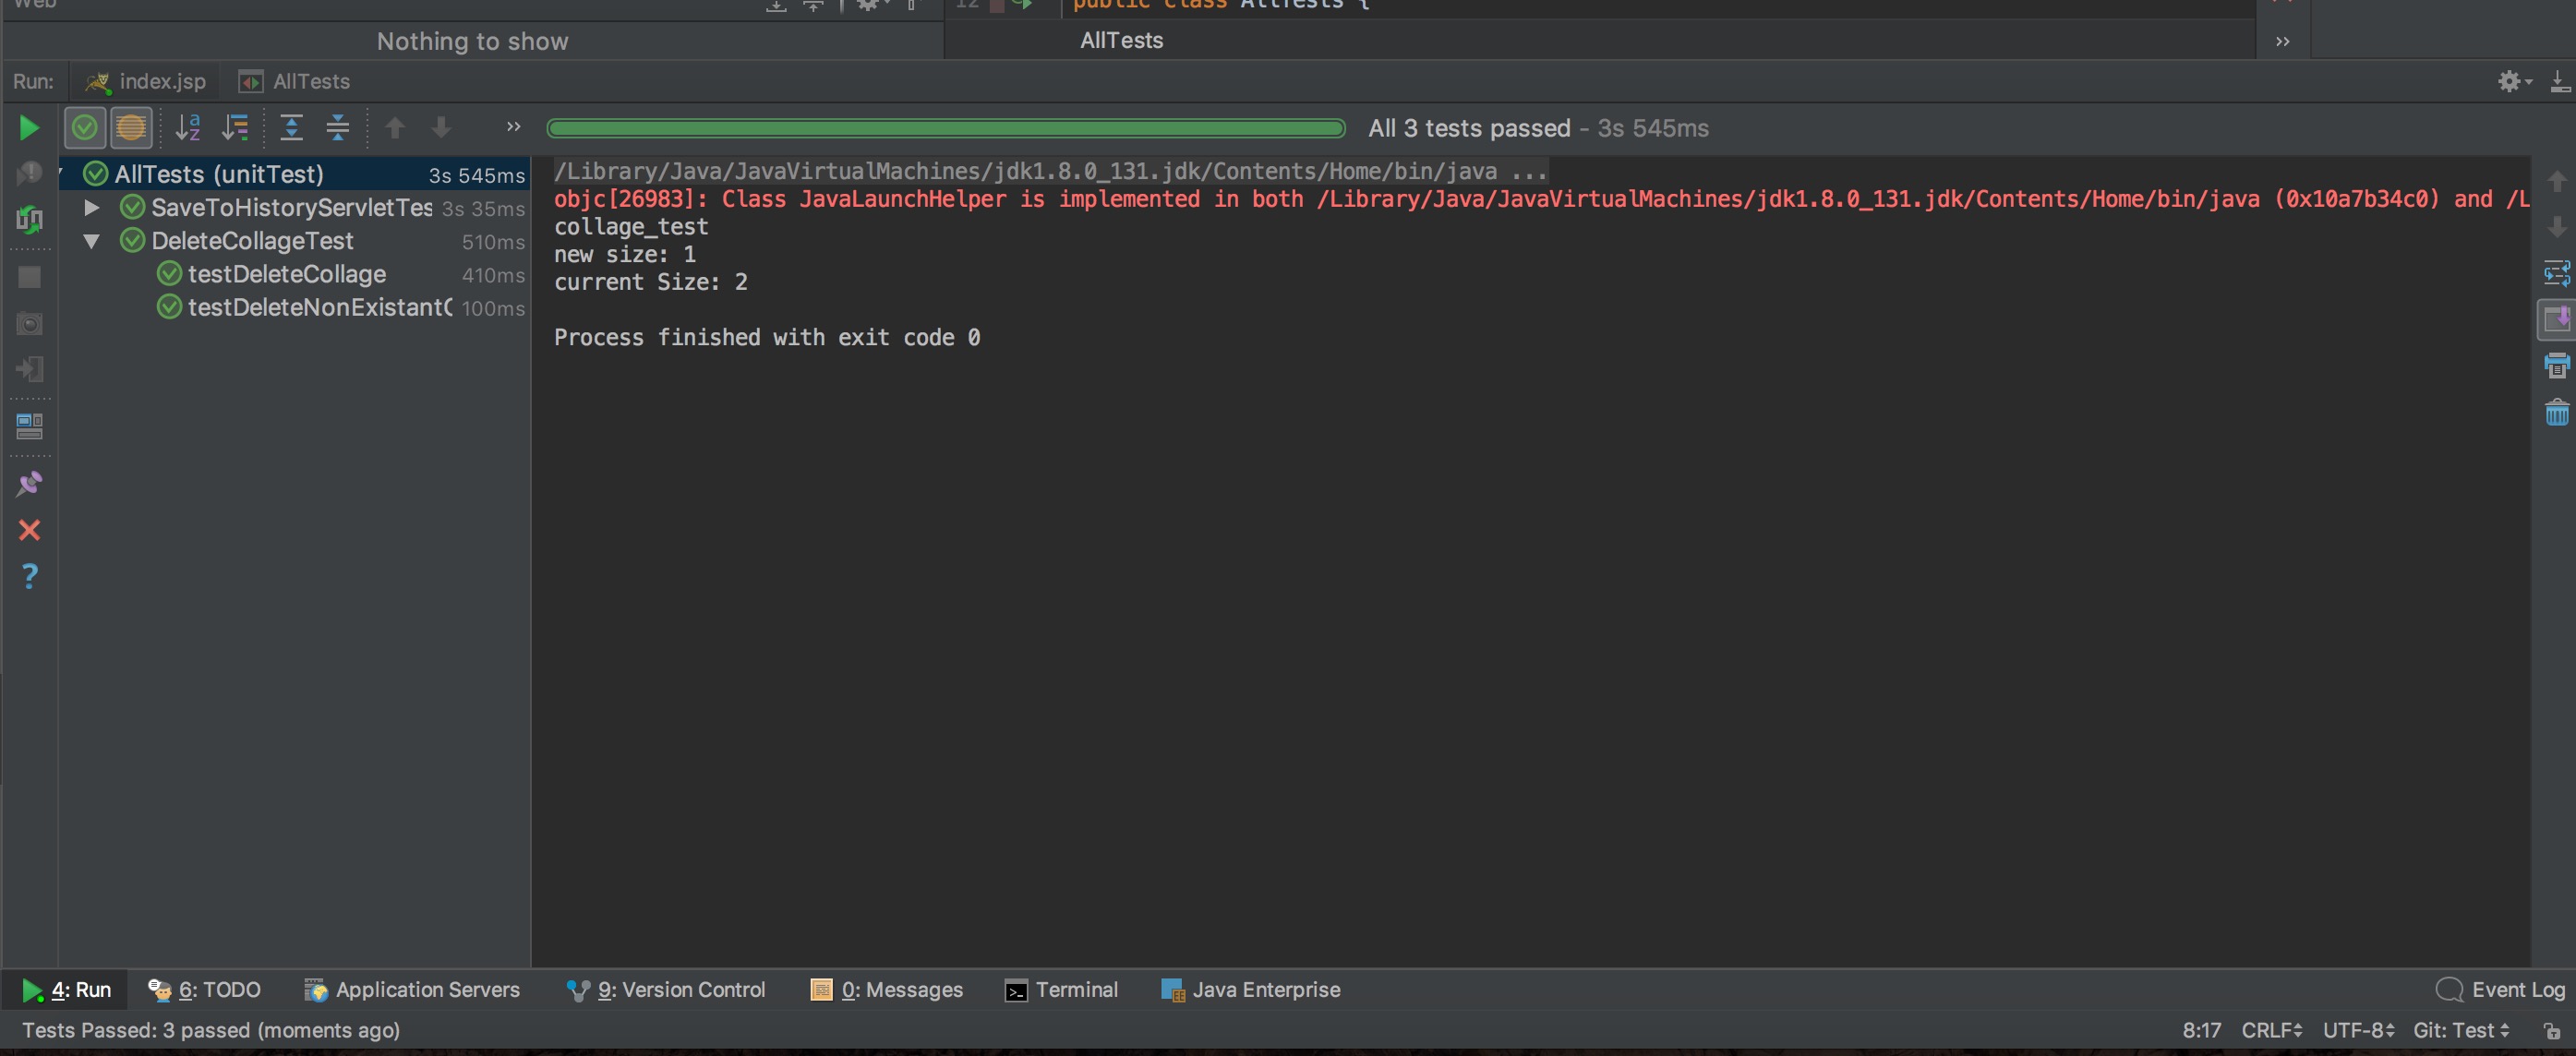 Web
12 public class AllTests {
Nothing to show
AllTests
Run: index.jsp AllTests
All 3 tests passed - 3s 545ms
AllTests (unitTest) 3s 545ms
SaveToHistoryServletTes 3s 35ms
DeleteCollageTest 510ms
testDeleteCollage 410ms
testDeleteNonExistantC 100ms
/Library/Java/JavaVirtualMachines/jdk1.8.0_131.jdk/Contents/Home/bin/java ...
objc[26983]: Class JavaLaunchHelper is implemented in both /Library/Java/JavaVirtualMachines/jdk1.8.0_131.jdk/Contents/Home/bin/java (0x10a7b34c0) and /L
collage_test
new size: 1
current Size: 2
Process finished with exit code 0
4: Run 6: TODO Application Servers 9: Version Control 0: Messages Terminal Java Enterprise Event Log
Tests Passed: 3 passed (moments ago) 8:17 CRLF UTF-8 Git: Test